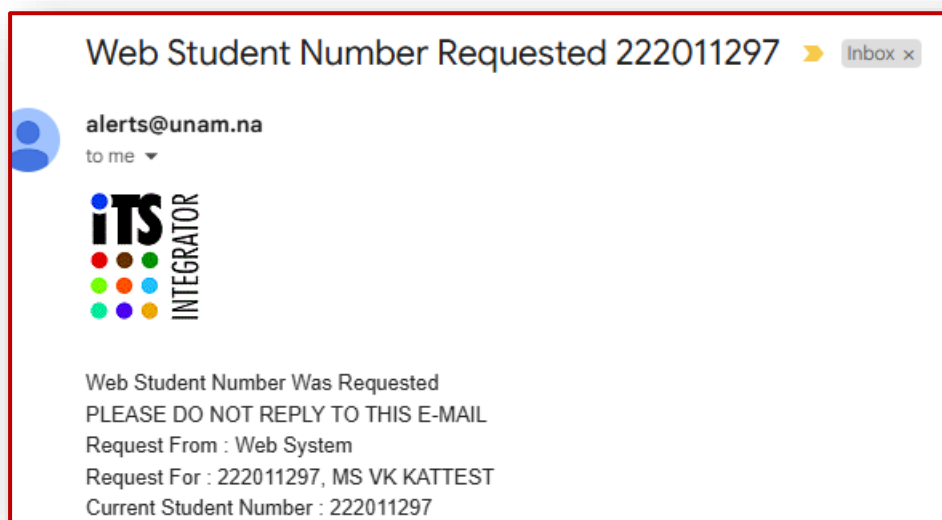 Web Student Number Requested 222011297 Inbox x
alerts@unam.na
to me
iTS
INTEGRATOR
Web Student Number Was Requested
PLEASE DO NOT REPLY TO THIS E-MAIL
Request From : Web System
Request For : 222011297, MS VK KATTEST
Current Student Number : 222011297